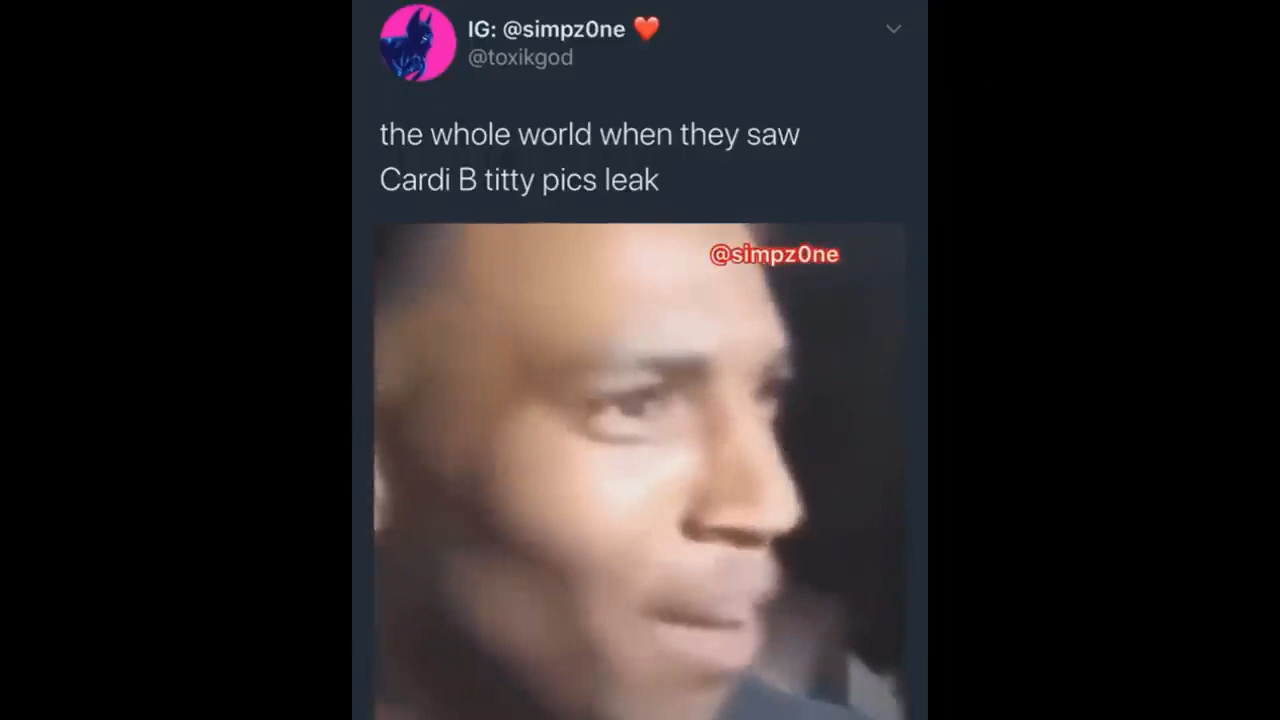 IG: @simpz0ne ❤️
@toxikgod
the whole world when they saw
Cardi B titty pics leak
@simpz0ne